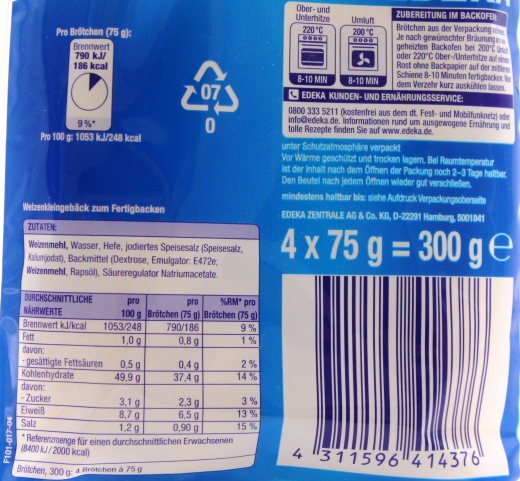 Pro Brötchen (75 g):
Brennwert
790 kJ/
186 kcal
9 %*
Pro 100 g: 1053 kJ/248 kcal
07
0
Ober- und
Unterhitze
220°C
8-10 MIN
Umluft
200°C
8-10 MIN
ZUBEREITUNG IM BACKOFEN:
Brötchen aus der Verpackung
Je nach gewünschter Bräunung im
geheizten Backofen bei 200°C Umluft
oder 220°C Ober-/Unterhitze auf einem
Rost ohne Backpapier auf der mittleren
Schiene 8-10 Minuten fertigbacken. Vor
dem Verzehr kurz auskühlen lassen.
EDEKA KUNDEN- UND ERNÄHRUNGSSERVICE:
0800 333 5211 (kostenfrei aus dem dt. Fest- und Mobilfunknetz) oder
info@edeka.de. Informationen rund um ausgewogene Ernährung und
tolle Rezepte finden Sie auf www.edeka.de.
unter Schutzatmosphäre verpackt
Vor Wärme geschützt und trocken lagern. Bei Raumtemperatur
ist der Inhalt nach dem Öffnen der Packung noch 2–3 Tage haltbar.
Den Beutel nach jedem Öffnen wieder gut verschließen.
mindestens haltbar bis: siehe Aufdruck Verpackungsoberseite
EDEKA ZENTRALE AG & Co. KG, D-22291 Hamburg, 5001841
4 x 75 g = 300 g e
Weizenkleingebäck zum Fertigbacken
ZUTATEN:
Weizenmehl, Wasser, Hefe, jodiertes Speisesalz (Speisesalz,
Kaliumjodat), Backmittel (Dextrose, Emulgator: E472e;
Weizenmehl, Rapsöl), Säureregulator Natriumacetate.
DURCHSCHNITTLICHE NÄHRWERTE pro 100 g pro Brötchen (75 g) %RM* pro Brötchen (75 g)
Brennwert kJ/kcal 1053/248 790/186 9 %
Fett 1,0 g 0,8 g 1 %
davon:
- gesättigte Fettsäuren 0,5 g 0,4 g 2 %
Kohlenhydrate 49,9 g 37,4 g 14 %
davon:
- Zucker 3,1 g 2,3 g 3 %
Eiweiß 8,7 g 6,5 g 13 %
Salz 1,2 g 0,90 g 15 %
* Referenzmenge für einen durchschnittlichen Erwachsenen
(8400 kJ / 2000 kcal)
Brötchen, 300 g: 4 Brötchen à 75 g
F101-017-04
4 311596 414376